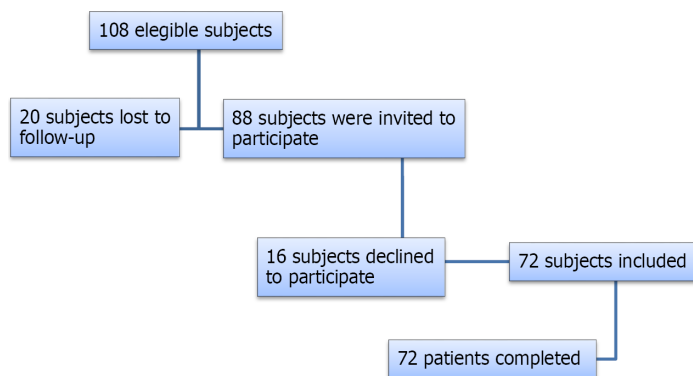 108 elegible subjects
20 subjects lost to
follow-up
88 subjects were invited to
participate
16 subjects declined
to participate
72 subjects included
72 patients completed